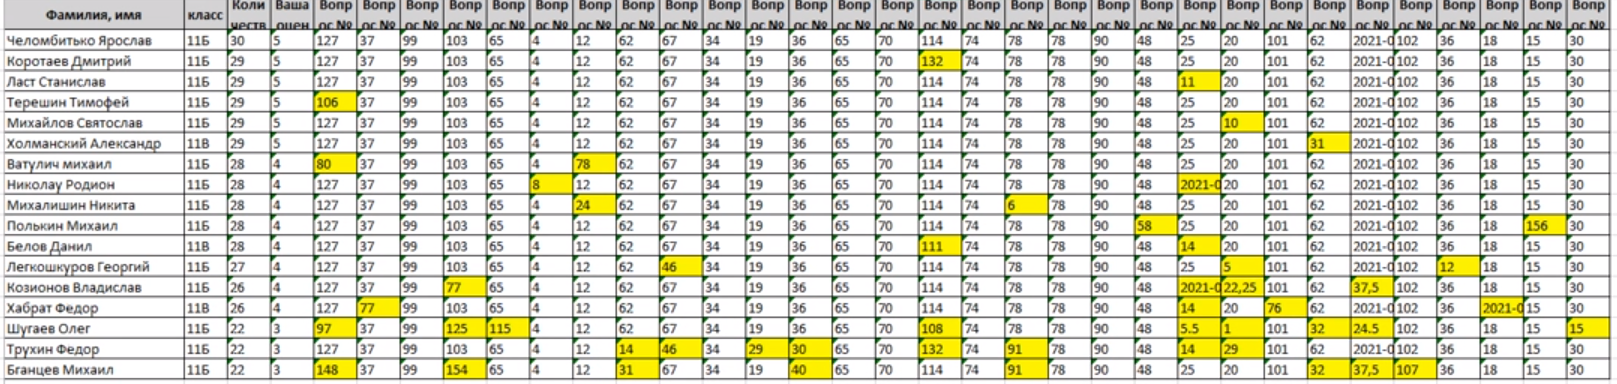 Фамилия, имя класс Коли честв Ваша оцен Вопр ос № Вопр ос № Вопр ос № Вопр ос № Вопр ос № Вопр ос № Вопр ос № Вопр ос № Вопр ос № Вопр ос № Вопр ос № Вопр ос № Вопр ос № Вопр ос № Вопр ос № Вопр ос № Вопр ос № Вопр ос № Вопр ос № Вопр ос № Вопр ос № Вопр ос № Вопр ос № Вопр ос № Вопр ос № Вопр ос № Вопр ос № Вопр ос № Вопр ос № Вопр ос №
Челомбитько Ярослав 11Б 30 5 127 37 99 103 65 4 12 62 67 34 19 36 65 70 114 74 78 78 90 48 25 20 101 62 2021-0 102 36 18 15 30
Коротаев Дмитрий 11Б 29 5 127 37 99 103 65 4 12 62 67 34 19 36 65 70 132 74 78 78 90 48 25 20 101 62 2021-0 102 36 18 15 30
Ласт Станислав 11Б 29 5 127 37 99 103 65 4 12 62 67 34 19 36 65 70 114 74 78 78 90 48 11 20 101 62 2021-0 102 36 18 15 30
Терешин Тимофей 11Б 29 5 106 37 99 103 65 4 12 62 67 34 19 36 65 70 114 74 78 78 90 48 25 20 101 62 2021-0 102 36 18 15 30
Михайлов Святослав 11Б 29 5 127 37 99 103 65 4 12 62 67 34 19 36 65 70 114 74 78 78 90 48 25 10 101 62 2021-0 102 36 18 15 30
Холманский Александр 11В 29 5 127 37 99 103 65 4 12 62 67 34 19 36 65 70 114 74 78 78 90 48 25 20 101 31 2021-0 102 36 18 15 30
Ватулич михаил 11Б 28 4 80 37 99 103 65 4 78 62 67 34 19 36 65 70 114 74 78 78 90 48 25 20 101 62 2021-0 102 36 18 15 30
Николау Родион 11Б 28 4 127 37 99 103 65 8 12 62 67 34 19 36 65 70 114 74 78 78 90 48 2021-0 20 101 62 2021-0 102 36 18 15 30
Михалишин Никита 11Б 28 4 127 37 99 103 65 4 24 62 67 34 19 36 65 70 114 74 6 78 90 48 25 20 101 62 2021-0 102 36 18 15 30
Полькин Михаил 11Б 28 4 127 37 99 103 65 4 12 62 67 34 19 36 65 70 114 74 78 78 90 58 25 20 101 62 2021-0 102 36 18 156 30
Белов Данил 11В 28 4 127 37 99 103 65 4 12 62 67 34 19 36 65 70 111 74 78 78 90 48 14 20 101 62 2021-0 102 36 18 15 30
Легкошкуров Георгий 11Б 27 4 127 37 99 103 65 4 12 62 46 34 19 36 65 70 114 74 78 78 90 48 25 5 101 62 2021-0 102 12 18 15 30
Козионов Владислав 11Б 26 4 127 37 99 77 65 4 12 62 67 34 19 36 65 70 114 74 78 78 90 48 2021-0 22,25 101 62 37,5 102 36 18 15 30
Хабрат Федор 11В 26 4 127 77 99 103 65 4 12 62 67 34 19 36 65 70 114 74 78 78 90 48 14 20 76 62 2021-0 102 36 2021-0 15 30
Шугаев Олег 11Б 22 3 97 37 99 125 115 4 12 62 67 34 19 36 65 70 108 74 78 78 90 48 5.5 1 101 32 24.5 102 36 18 15 15
Трухин Федор 11Б 22 3 127 37 99 103 65 4 12 14 46 34 29 30 65 70 132 74 91 78 90 48 14 29 101 62 2021-0 102 36 18 15 30
Бганцев Михаил 11Б 22 3 148 37 99 154 65 4 12 31 67 34 19 40 65 70 114 74 91 78 90 48 25 20 101 32 37,5 107 36 18 15 30